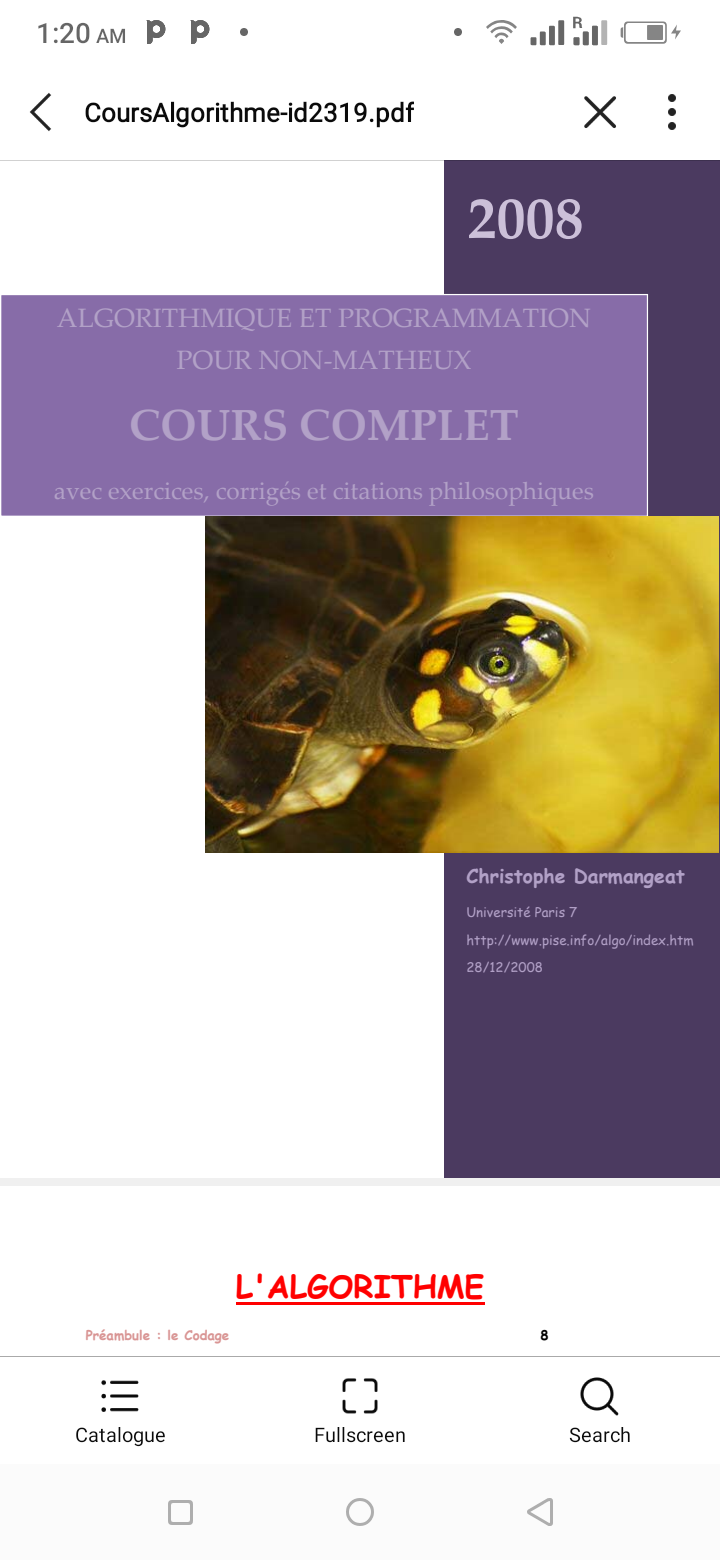 1:20 AM
R
CoursAlgorithme-id2319.pdf
2008
ALGORITHMIQUE ET PROGRAMMATION
POUR NON-MATHEUX
COURS COMPLET
avec exercices, corrigés et citations philosophiques
Christophe Darmangeat
Université Paris 7
http://www.pise.info/algo/index.htm
28/12/2008
L'ALGORITHME
Préambule : le Codage 8
Catalogue Fullscreen Search